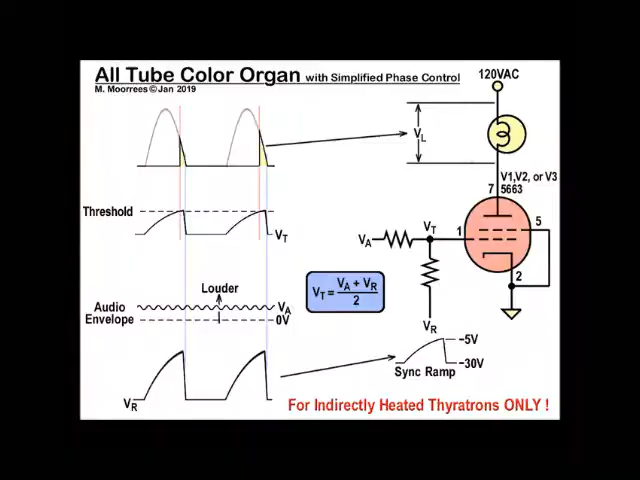 All Tube Color Organ with Simplified Phase Control
M. Moorrees©Jan 2019
120VAC
VL
V1,V2, or V3
7 5663
Threshold
VT
VA
VT
1
5
2
Louder
Audio
Envelope
VA
0V
VT = VA + VR / 2
VR
−5V
−30V
Sync Ramp
VR
For Indirectly Heated Thyratrons ONLY !